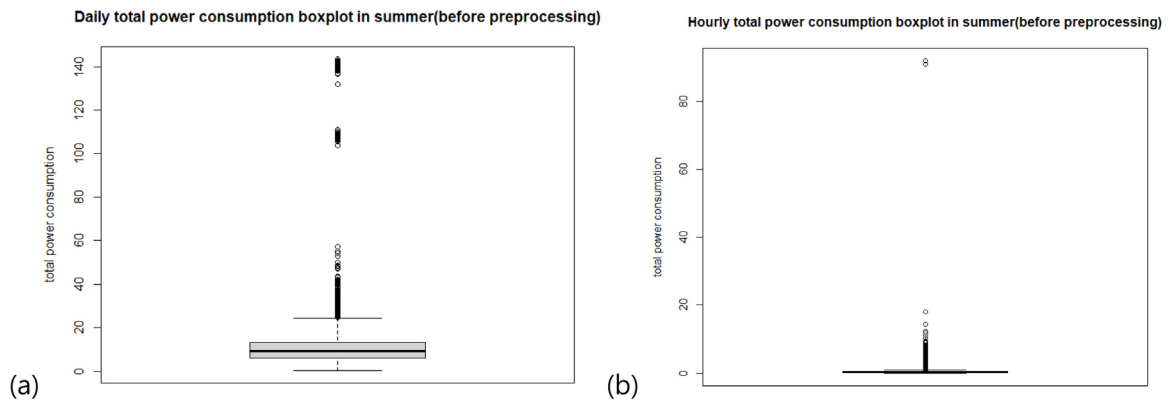 Daily total power consumption boxplot in summer(before preprocessing)
total power consumption
140
120
100
80
60
40
20
0
(a)
Hourly total power consumption boxplot in summer(before preprocessing)
total power consumption
80
60
40
20
0
(b)